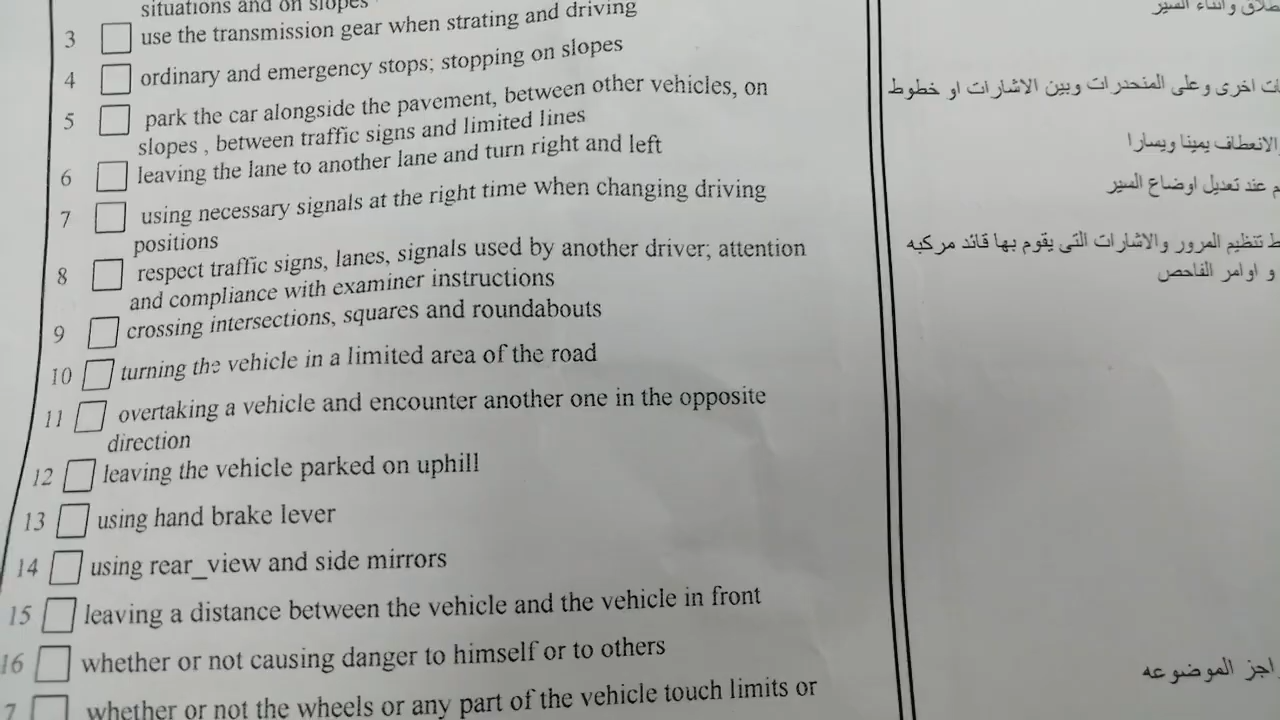 situations and on slopes
3 use the transmission gear when strating and driving
4 ordinary and emergency stops; stopping on slopes
5 park the car alongside the pavement, between other vehicles, on
slopes , between traffic signs and limited lines
6 leaving the lane to another lane and turn right and left
7 using necessary signals at the right time when changing driving
positions
8 respect traffic signs, lanes, signals used by another driver; attention
and compliance with examiner instructions
9 crossing intersections, squares and roundabouts
10 turning the vehicle in a limited area of the road
11 overtaking a vehicle and encounter another one in the opposite
direction
12 leaving the vehicle parked on uphill
13 using hand brake lever
14 using rear_view and side mirrors
15 leaving a distance between the vehicle and the vehicle in front
16 whether or not causing danger to himself or to others
7 whether or not the wheels or any part of the vehicle touch limits or
واثناء السير
اخرى وعلى المنحدرات وبين الاشارات او خطوط
الانعطاف يمينا ويسارا
عند تعديل اوضاع السير
تنظيم المرور والاشارات التى يقوم بها قائد مركبه
و اوامر الفاحص
الموضوعه